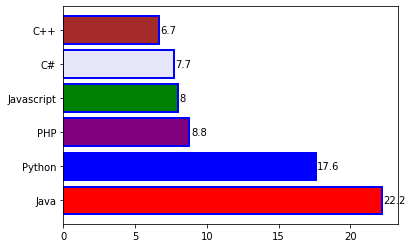 C++ 6.7
C# 7.7
Javascript 8
PHP 8.8
Python 17.6
Java 22.2
0 5 10 15 20